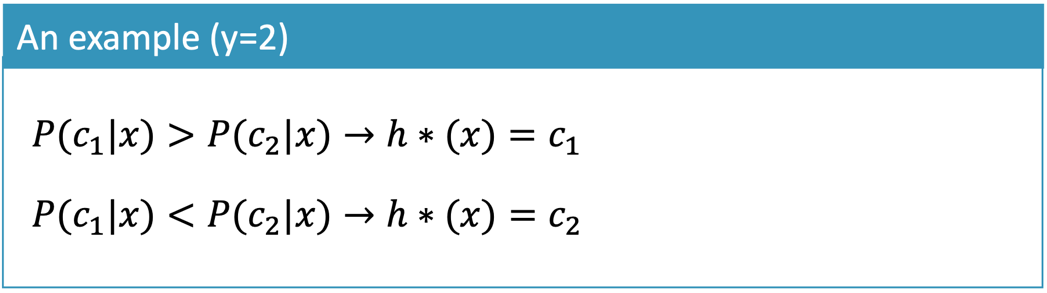 An example (y=2)
P(c₁|x) > P(c₂|x) → h * (x) = c₁
P(c₁|x) < P(c₂|x) → h * (x) = c₂